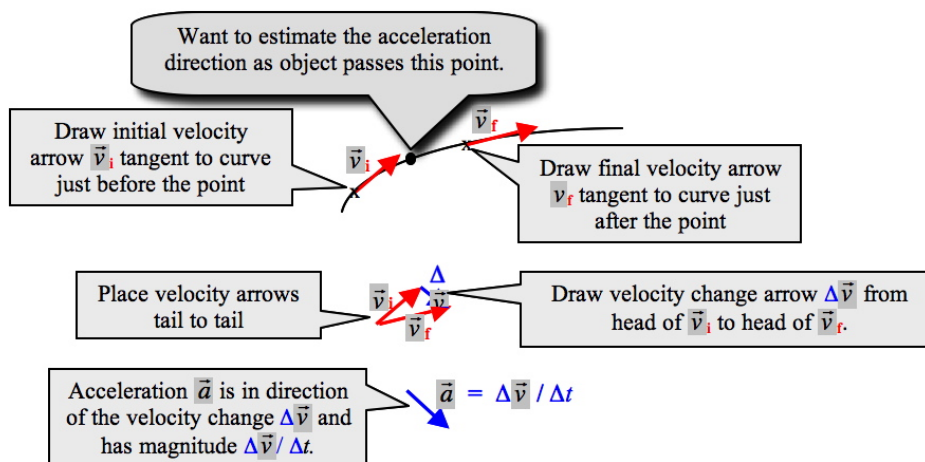 Want to estimate the acceleration
direction as object passes this point.
Draw initial velocity
arrow v⃗i tangent to curve
just before the point
v⃗i
v⃗f
x
x
Draw final velocity arrow
vf tangent to curve just
after the point
Place velocity arrows
tail to tail
v⃗i
Δ
v⃗
v⃗f
Draw velocity change arrow Δv⃗ from
head of v⃗i to head of v⃗f.
Acceleration a⃗ is in direction
of the velocity change Δv⃗ and
has magnitude Δv⃗/ Δt.
a⃗ = Δv⃗ / Δt